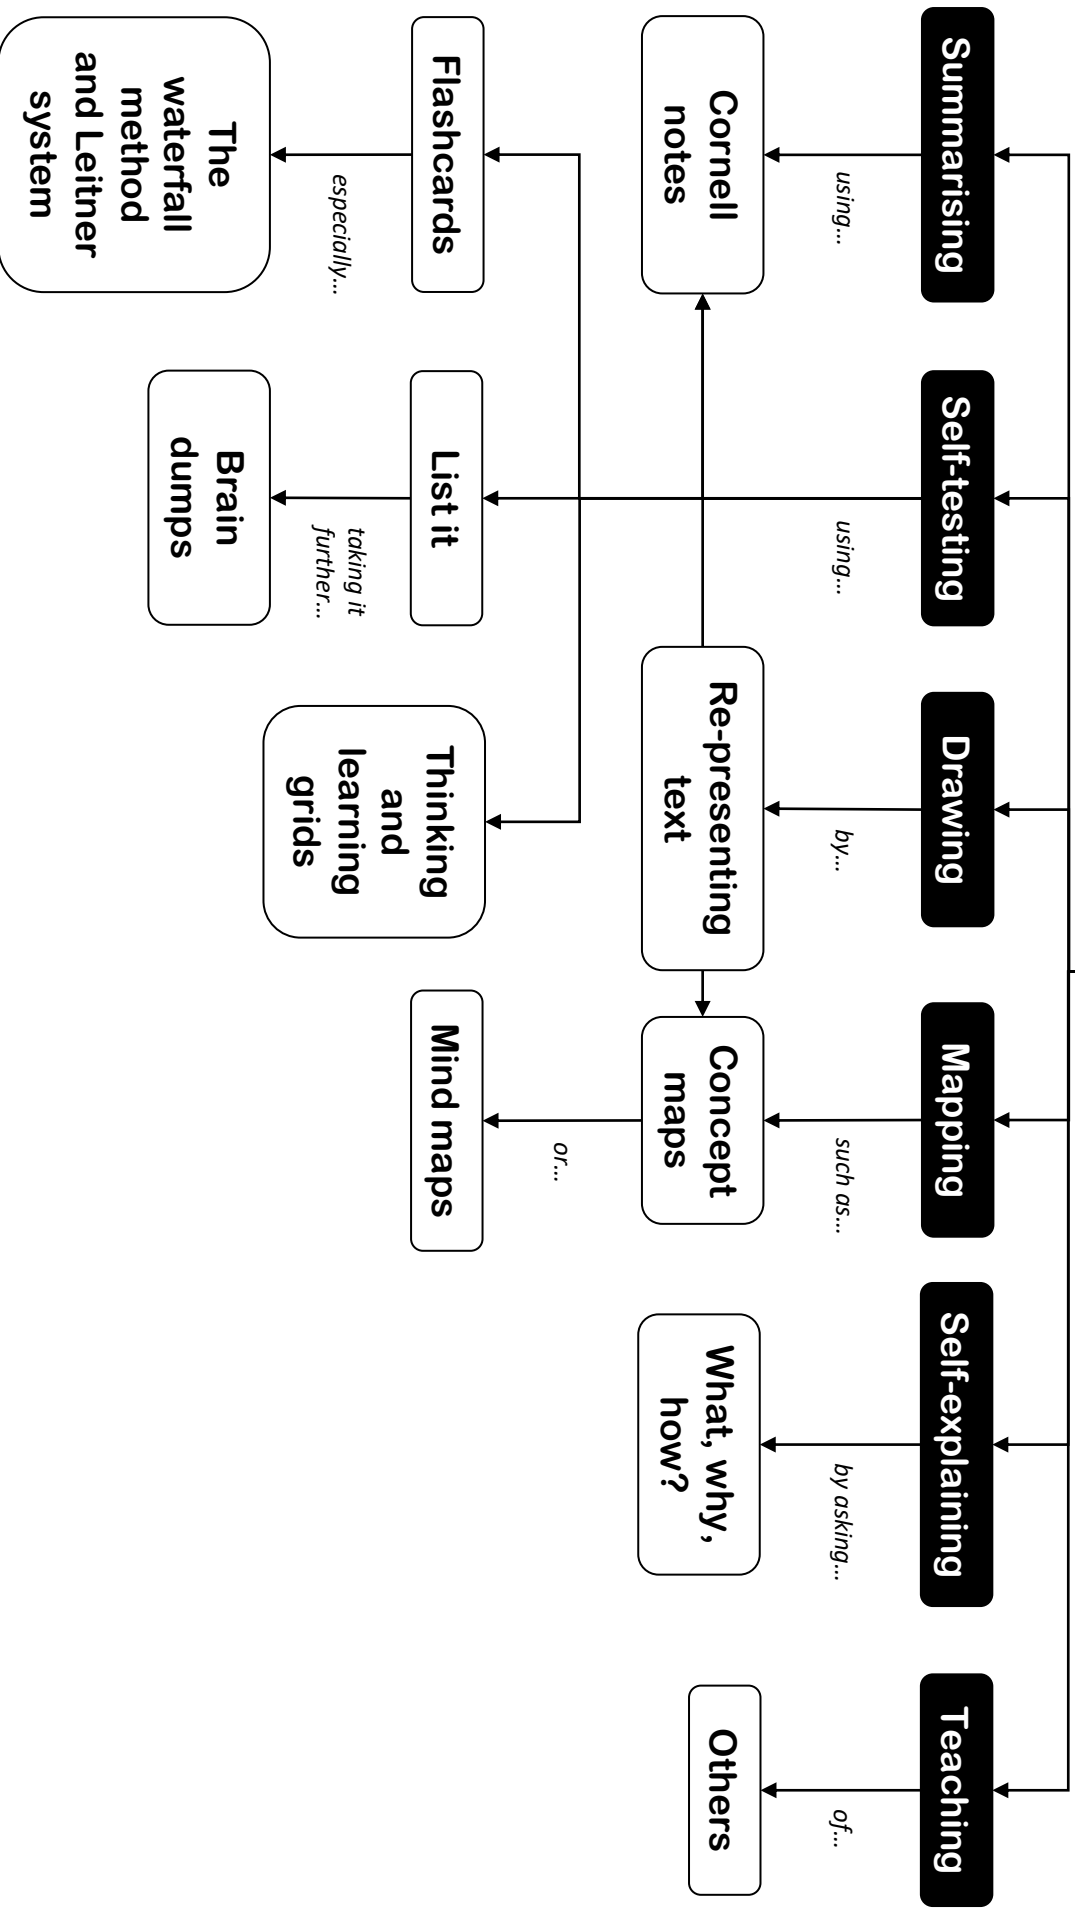 Summarising
Self-testing
Drawing
Mapping
Self-explaining
Teaching
using...
using...
by...
such as...
by asking...
of...
Cornell
notes
Re-presenting
text
Concept
maps
What, why,
how?
Others
or...
Flashcards
List it
Thinking
and
learning
grids
Mind maps
especially...
taking it
further...
The
waterfall
method
and Leitner
system
Brain
dumps